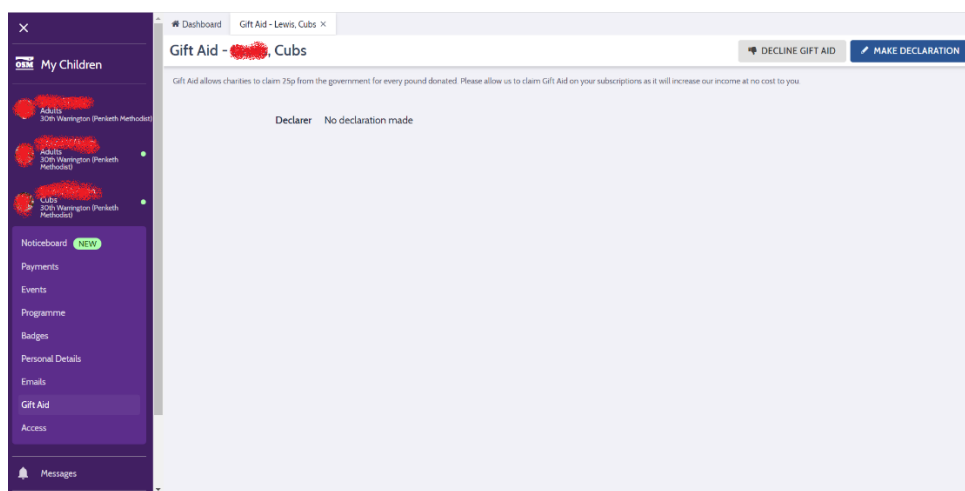 Dashboard
Gift Aid - Lewis, Cubs ×
OSM My Children
Gift Aid - , Cubs
DECLINE GIFT AID
MAKE DECLARATION
Gift Aid allows charities to claim 25p from the government for every pound donated. Please allow us to claim Gift Aid on your subscriptions as it will increase our income at no cost to you
Declarer No declaration made
Adults
30th Warrington (Penketh Methodist)
Adults
30th Warrington (Penketh
Methodist)
Cubs
30th Warrington (Penketh
Methodist)
Noticeboard NEW
Payments
Events
Programme
Badges
Personal Details
Emails
Gift Aid
Access
Messages